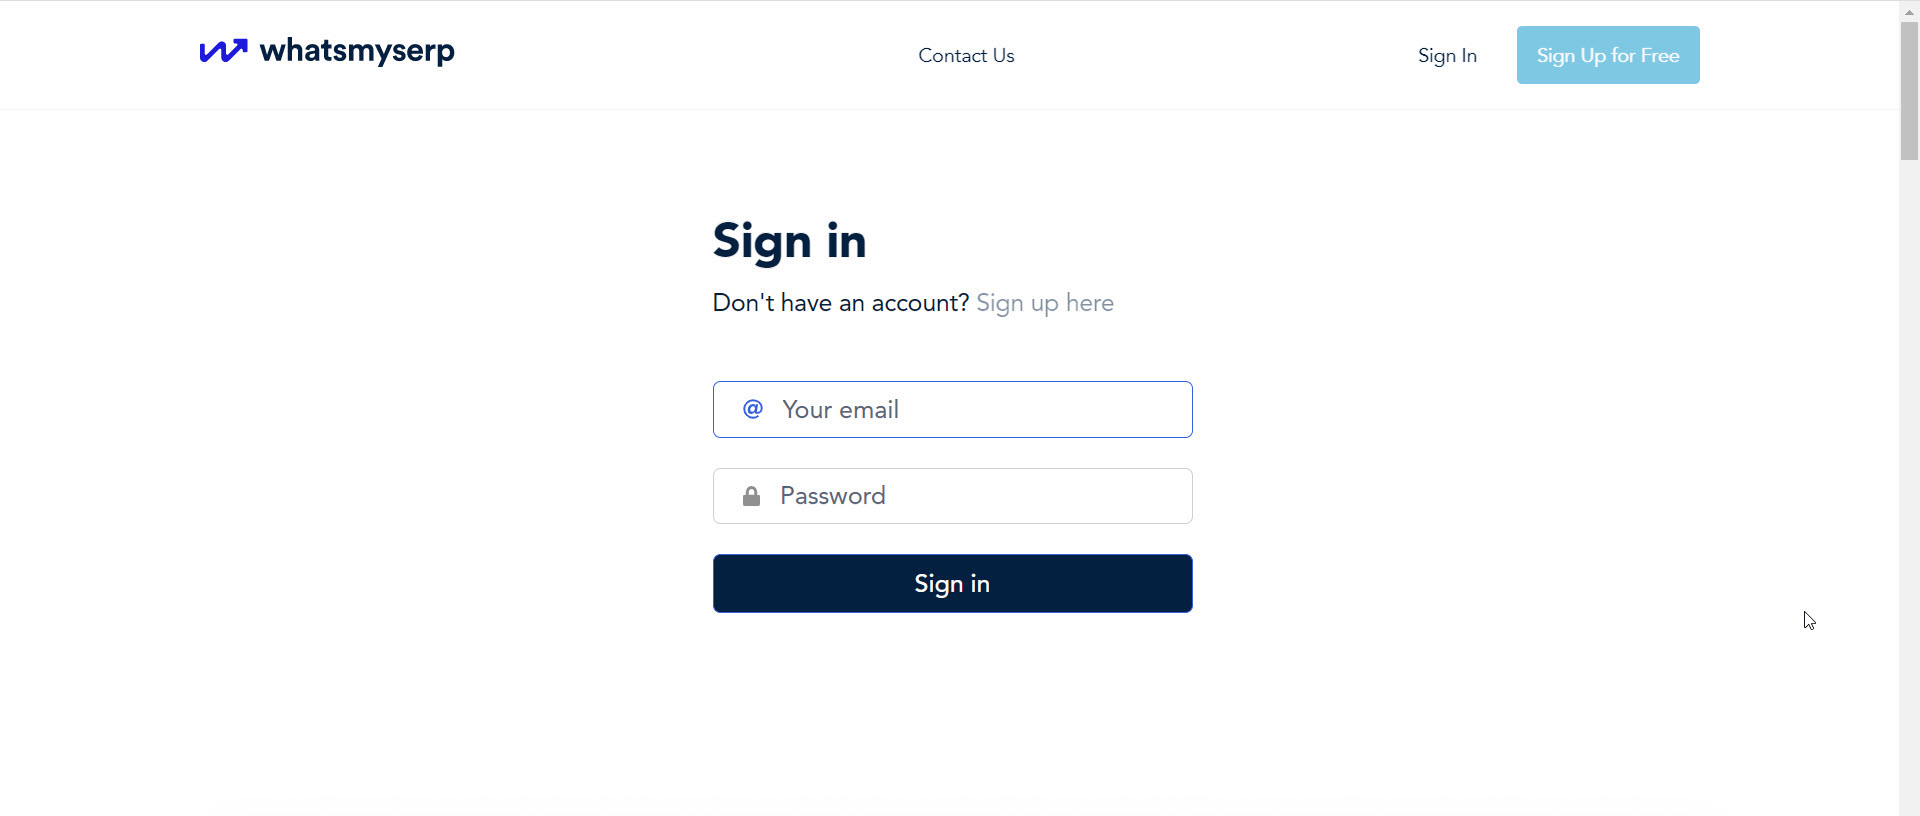 whatsmyserp
Contact Us
Sign In
Sign Up for Free
Sign in
Don't have an account? Sign up here
@ Your email
Password
Sign in